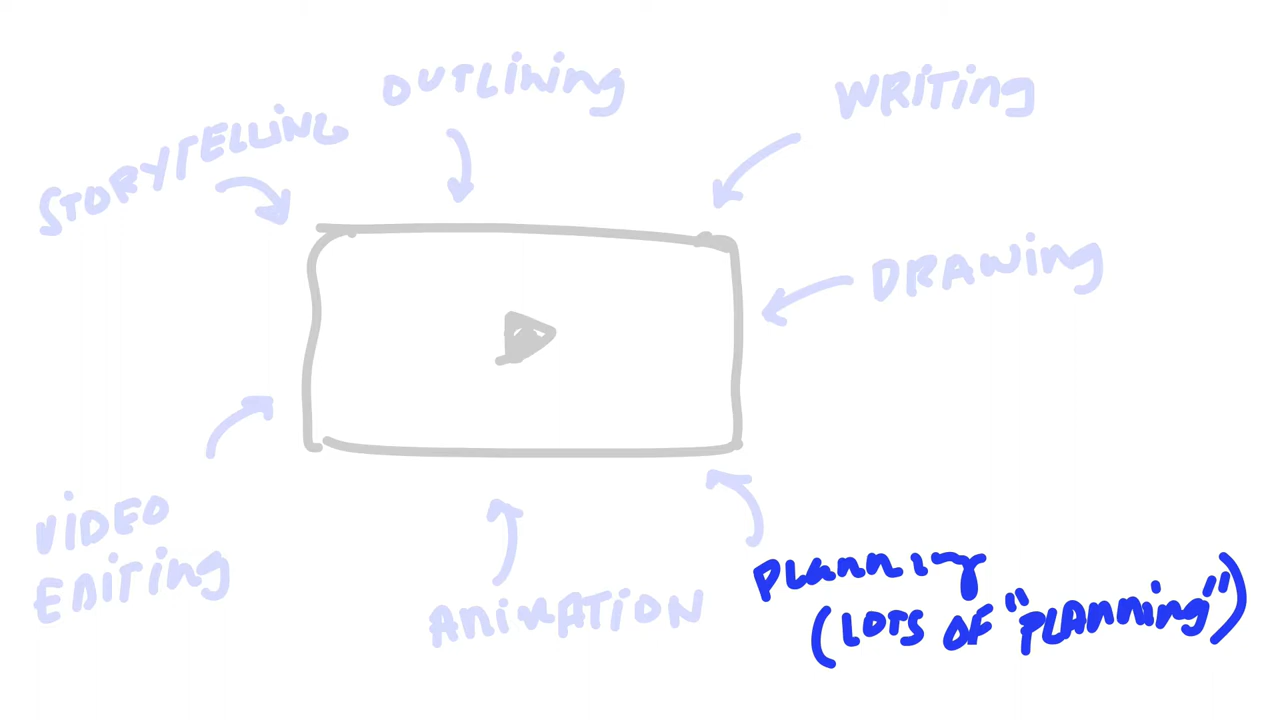 OUTLiNiNg
WRiTiNg
STORYTELLiNG
DRAWiNg
ViDEO
EDiTiNg
PLanning
(LOTS OF "PLANNiNg")
ANiMATiON